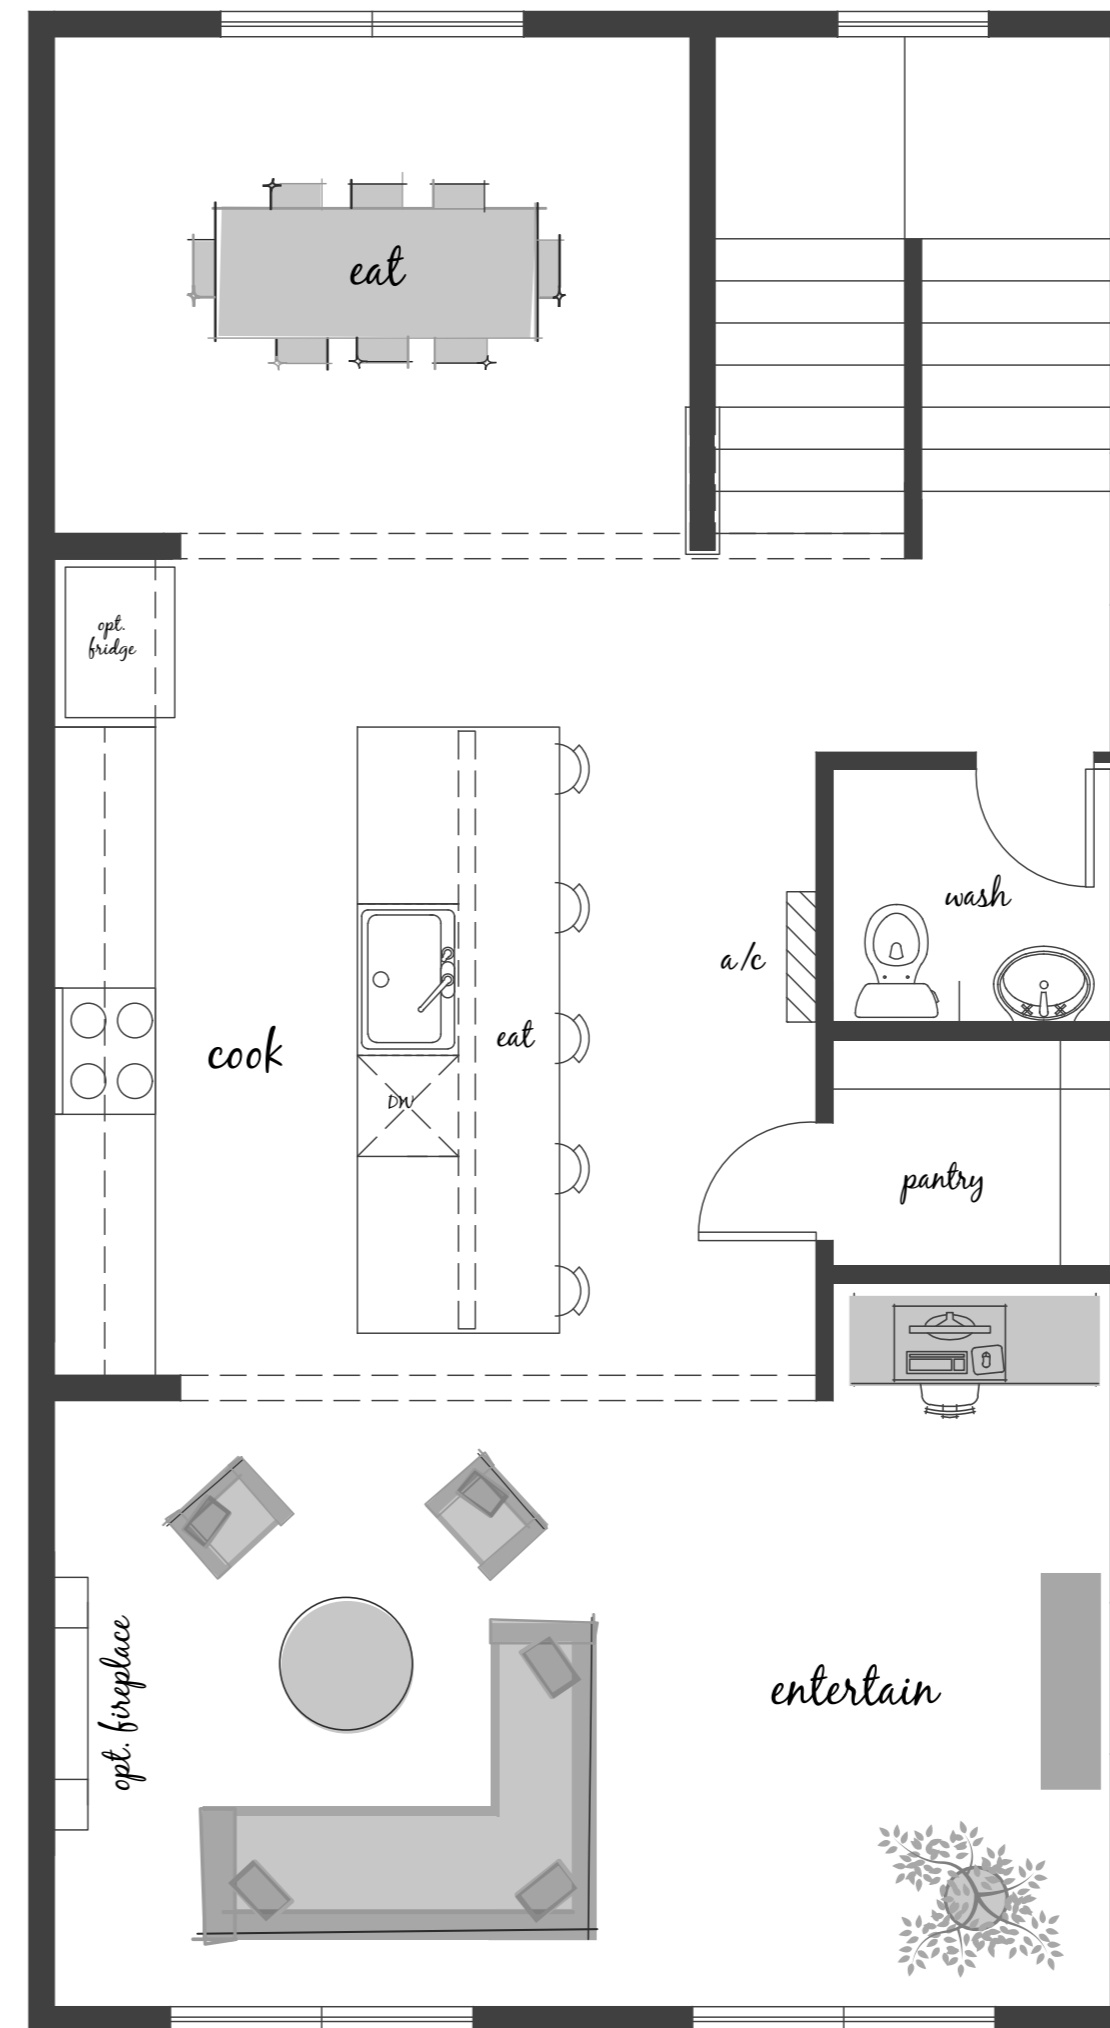 eat
opt.
fridge
wash
a/c
eat
cook
DW
pantry
opt. fireplace
entertain